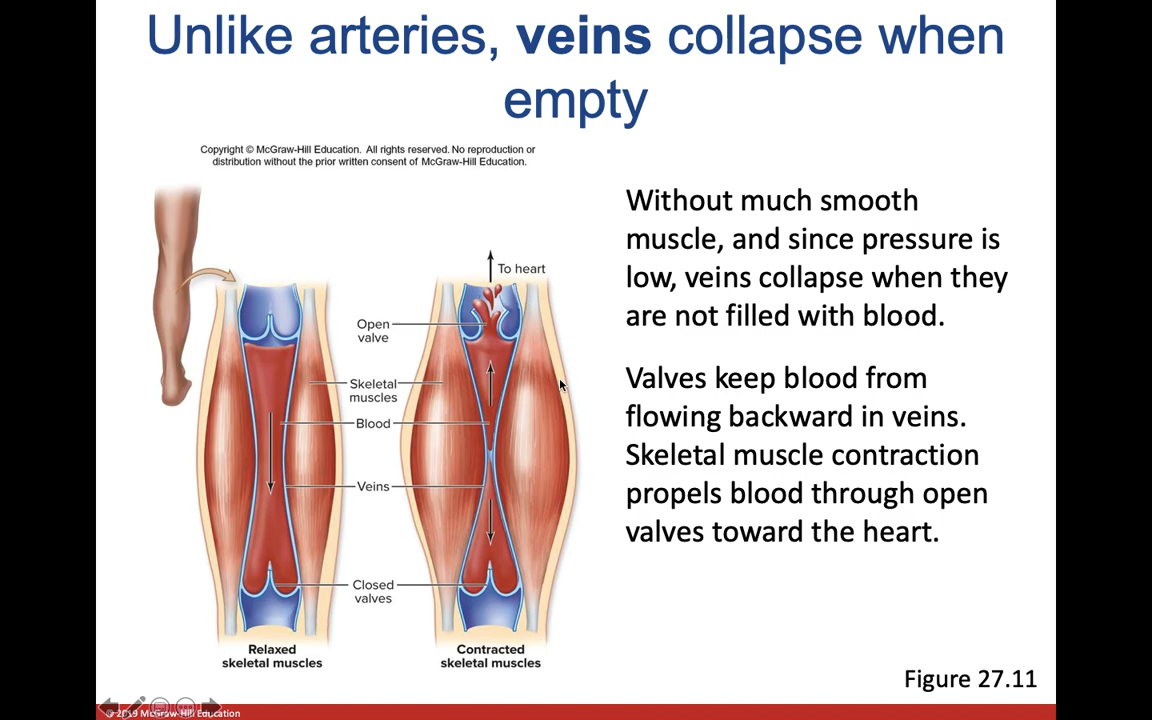 Unlike arteries, veins collapse when
empty
Copyright © McGraw-Hill Education. All rights reserved. No reproduction or
distribution without the prior written consent of McGraw-Hill Education.
Without much smooth
muscle, and since pressure is
low, veins collapse when they
are not filled with blood.
Valves keep blood from
flowing backward in veins.
Skeletal muscle contraction
propels blood through open
valves toward the heart.
To heart
Open
valve
Skeletal
muscles
Blood
Veins
Closed
valves
Relaxed
skeletal muscles
Contracted
skeletal muscles
Figure 27.11
© 2019 McGraw-Hill Education